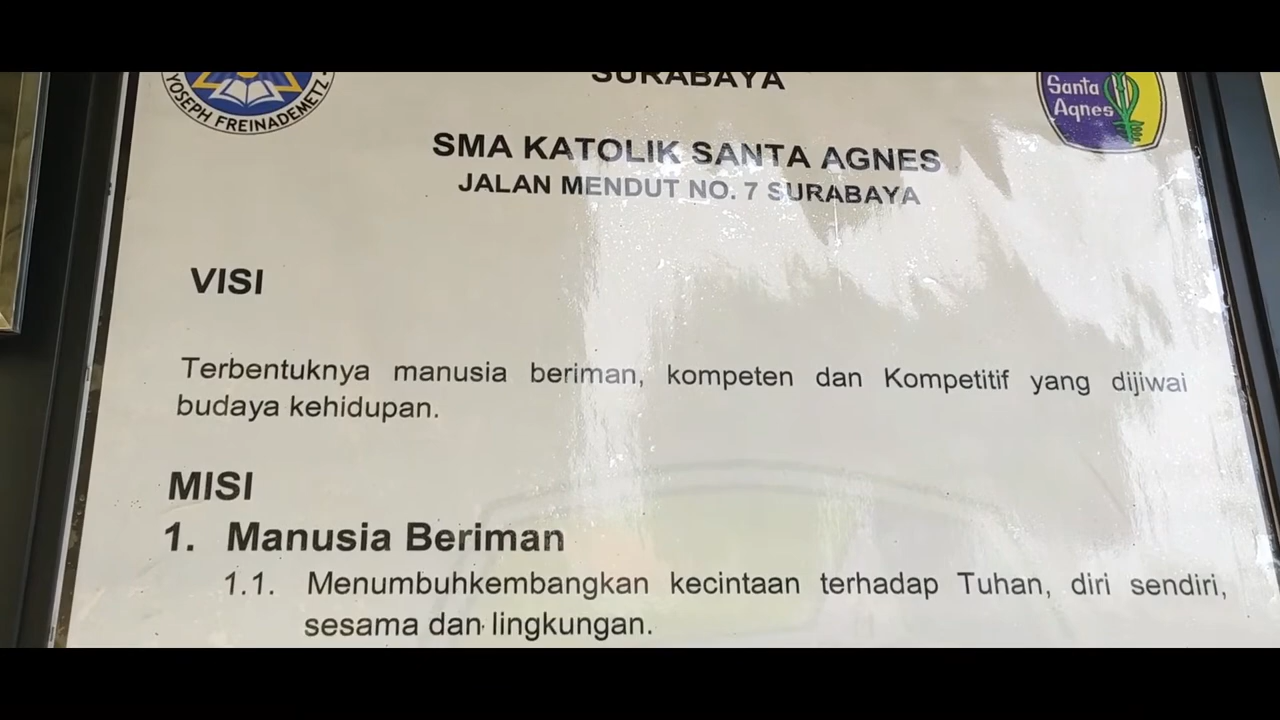 SURABAYA
YOSEPH FREINADEMETZ
Santa
Agnes
SMA KATOLIK SANTA AGNES
JALAN MENDUT NO. 7 SURABAYA
VISI
Terbentuknya manusia beriman, kompeten dan Kompetitif yang dijiwai
budaya kehidupan.
MISI
1. Manusia Beriman
1.1. Menumbuhkembangkan kecintaan terhadap Tuhan, diri sendiri,
sesama dan lingkungan.